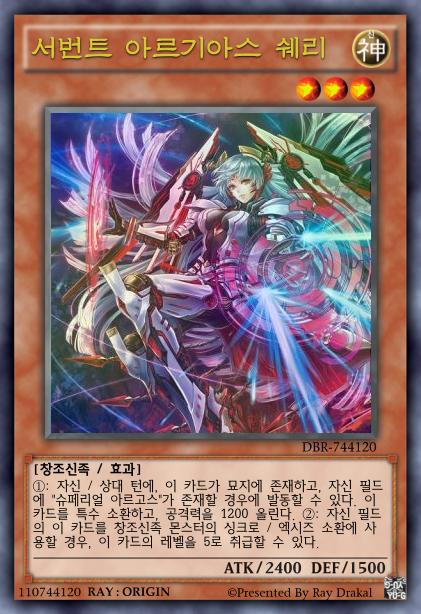 서번트 아르기아스 쉐리
신
神
DBR-744120
[창조신족 / 효과]
①: 자신 / 상대 턴에, 이 카드가 묘지에 존재하고, 자신 필드
에 "슈페리얼 아르고스"가 존재할 경우에 발동할 수 있다. 이
카드를 특수 소환하고, 공격력을 1200 올린다. ②: 자신 필드
의 이 카드를 창조신족 몬스터의 싱크로 / 엑시즈 소환에 사
용할 경우, 이 카드의 레벨을 5로 취급할 수 있다.
ATK/2400 DEF/1500
110744120 RAY : ORIGIN ©Presented By Ray Drakal